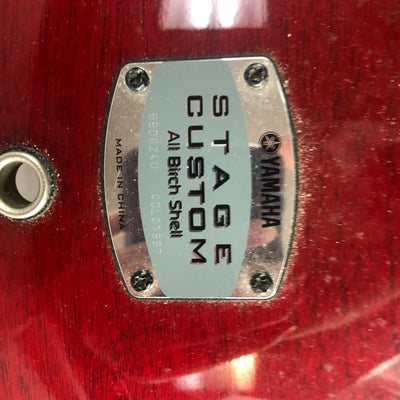 YAMAHA
STAGE
CUSTOM
All Birch Shell
MADE IN CHINA